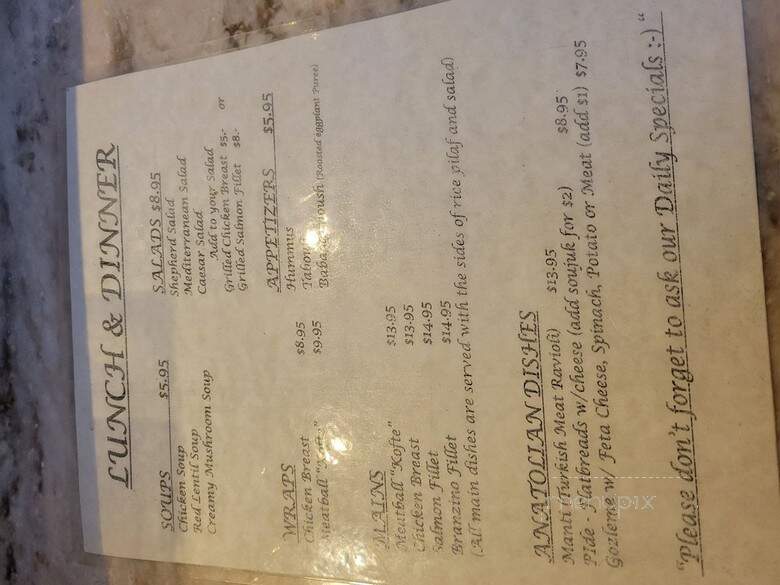 LUNCH & DINNER
SOUPS $5.95
Chicken Soup
Red Lentil Soup
Creamy Mushroom Soup
SALADS $8.95
Shepherd Salad
Mediterranean Salad
Caesar Salad
Add to your Salad
Grilled Chicken Breast $5.- or
Grilled Salmon Fillet $8.-
WRAPS
Chicken Breast $8.95
Meatball "Kofte" $9.95
APPETIZERS $5.95
Hummus
(Roasted eggplant Puree)
MAINS
Meatball "Kofte" $13.95
Chicken Breast $13.95
Salmon Fillet $14.95
Branzino Fillet $14.95
(All main dishes are served with the sides of rice pilaf and salad)
ANATOLIAN DISHES
Manti (Turkish Meat Ravioli) $13.95
PIde - Flatbreads w/cheese (add soujuk for $2) $8.95
Gozleme w/ Feta Cheese, Spinach, Potato or Meat (add $1) $7.95
"Please don't forget to ask our Daily Specials :-) "